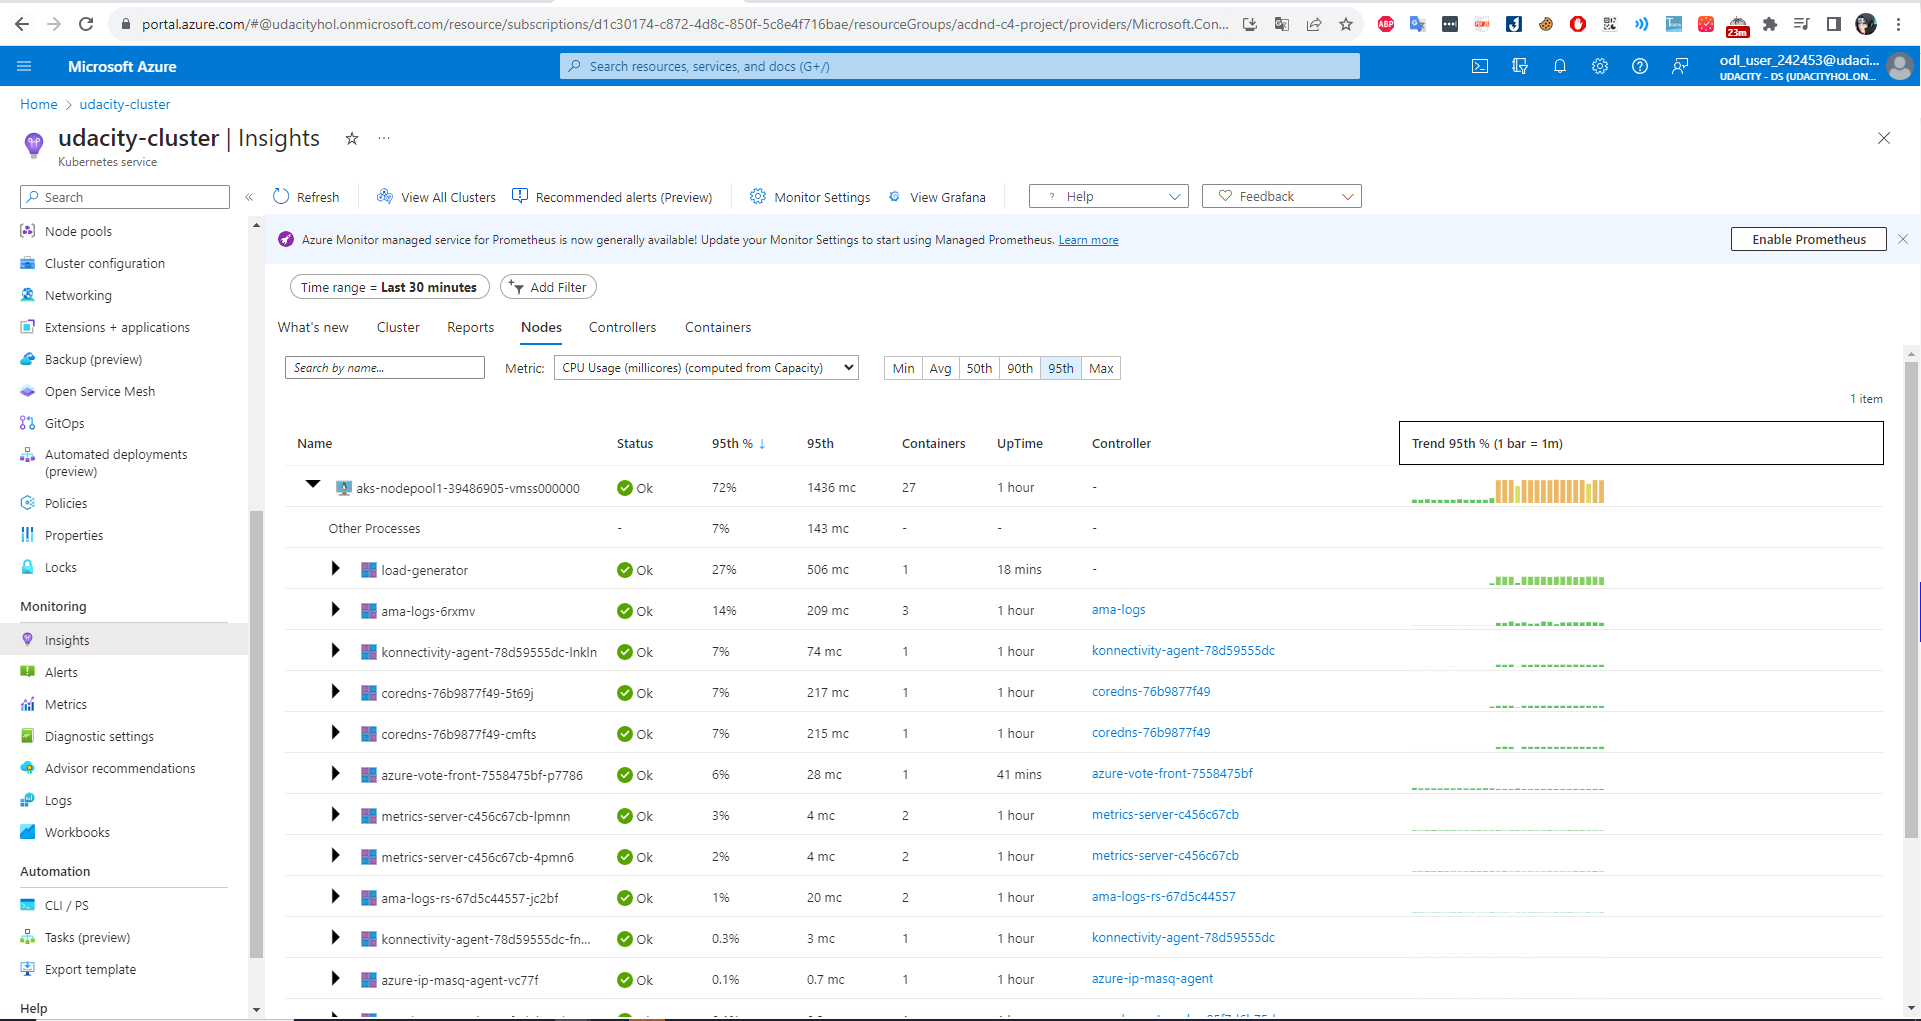 portal.azure.com/#@udacityhol.onmicrosoft.com/resource/subscriptions/d1c30174-c872-4d8c-850f-5c8e4f716bae/resourceGroups/acdnd-c4-project/providers/Microsoft.Con...
ABP
23m
Microsoft Azure
Search resources, services, and docs (G+/)
odl_user_242453@udaci...
UDACITY - DS (UDACITYHOL.ON...
Home > udacity-cluster
udacity-cluster | Insights
Kubernetes service
Search
Refresh
View All Clusters
Recommended alerts (Preview)
Monitor Settings
View Grafana
? Help
Feedback
Azure Monitor managed service for Prometheus is now generally available! Update your Monitor Settings to start using Managed Prometheus. Learn more
Enable Prometheus
Node pools
Cluster configuration
Networking
Extensions + applications
Backup (preview)
Open Service Mesh
GitOps
Automated deployments
(preview)
Policies
Properties
Locks
Monitoring
Insights
Alerts
Metrics
Diagnostic settings
Advisor recommendations
Logs
Workbooks
Automation
CLI / PS
Tasks (preview)
Export template
Help
Time range = Last 30 minutes
Add Filter
What's new Cluster Reports Nodes Controllers Containers
Search by name...
Metric: CPU Usage (millicores) (computed from Capacity)
Min Avg 50th 90th 95th Max
1 item
Name Status 95th % ↓ 95th Containers UpTime Controller Trend 95th % (1 bar = 1m)
aks-nodepool1-39486905-vmss000000 Ok 72% 1436 mc 27 1 hour -
Other Processes - 7% 143 mc - - -
load-generator Ok 27% 506 mc 1 18 mins -
ama-logs-6rxmv Ok 14% 209 mc 3 1 hour ama-logs
konnectivity-agent-78d59555dc-lnkln Ok 7% 74 mc 1 1 hour konnectivity-agent-78d59555dc
coredns-76b9877f49-5t69j Ok 7% 217 mc 1 1 hour coredns-76b9877f49
coredns-76b9877f49-cmfts Ok 7% 215 mc 1 1 hour coredns-76b9877f49
azure-vote-front-7558475bf-p7786 Ok 6% 28 mc 1 41 mins azure-vote-front-7558475bf
metrics-server-c456c67cb-lpmnn Ok 3% 4 mc 2 1 hour metrics-server-c456c67cb
metrics-server-c456c67cb-4pmn6 Ok 2% 4 mc 2 1 hour metrics-server-c456c67cb
ama-logs-rs-67d5c44557-jc2bf Ok 1% 20 mc 2 1 hour ama-logs-rs-67d5c44557
konnectivity-agent-78d59555dc-fn... Ok 0.3% 3 mc 1 1 hour konnectivity-agent-78d59555dc
azure-ip-masq-agent-vc77f Ok 0.1% 0.7 mc 1 1 hour azure-ip-masq-agent